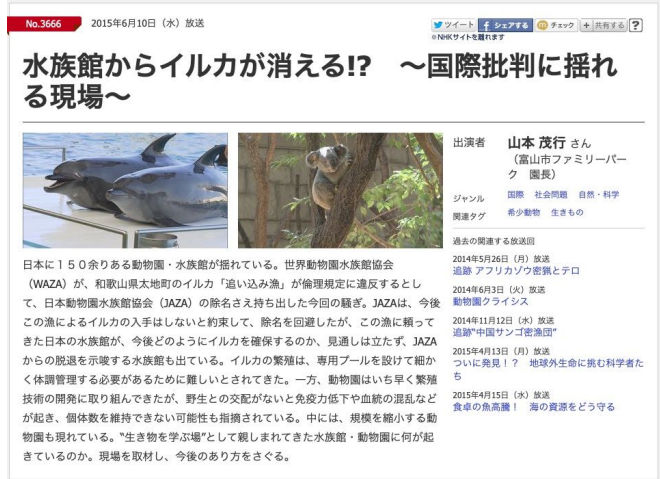 No.3666
2015年6月10日（水）放送
ツイート
シェアする
チェック
共有する
?
※NHKサイトを離れます
水族館からイルカが消える!?　～国際批判に揺れ
る現場～
出演者
山本 茂行 さん
（富山市ファミリーパー
ク　園長）
ジャンル
国際　社会問題　自然・科学
関連タグ
希少動物　生きもの
過去の関連する放送回
2014年5月26日（月）放送
追跡 アフリカゾウ密猟とテロ
2014年6月3日（火）放送
動物園クライシス
2014年11月12日（水）放送
追跡“中国サンゴ密漁団”
2015年4月13日（月）放送
ついに発見！？　地球外生命に挑む科学者た
ち
2015年4月15日（水）放送
食卓の魚高騰！　海の資源をどう守る
日本に１５０余りある動物園・水族館が揺れている。世界動物園水族館協会
（WAZA）が、和歌山県太地町のイルカ「追い込み漁」が倫理規定に違反するとし
て、日本動物園水族館協会（JAZA）の除名さえ持ち出した今回の騒ぎ。JAZAは、今後
この漁によるイルカの入手はしないと約束して、除名を回避したが、この漁に頼って
きた日本の水族館が、今後どのようにイルカを確保するのか、見通しは立たず、JAZA
からの脱退を示唆する水族館も出ている。イルカの繁殖は、専用プールを設けて細か
く体調管理する必要があるために難しいとされてきた。一方、動物園はいち早く繁殖
技術の開発に取り組んできたが、野生との交配がないと免疫力低下や血統の混乱など
が起き、個体数を維持できない可能性も指摘されている。中には、規模を縮小する動
物園も現れている。“生き物を学ぶ場”として親しまれてきた水族館・動物園に何が起
きているのか。現場を取材し、今後のあり方をさぐる。